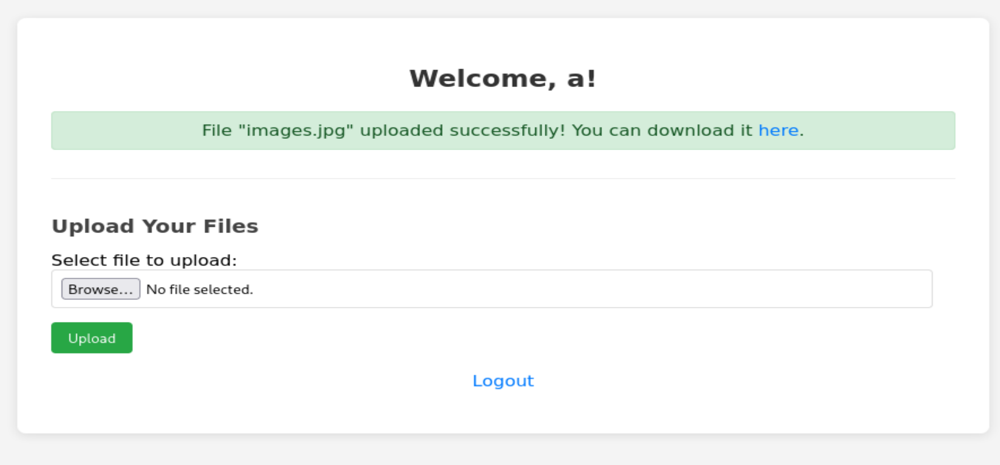 Welcome, a!
File "images.jpg" uploaded successfully! You can download it here.
Upload Your Files
Select file to upload:
Browse... No file selected.
Upload
Logout